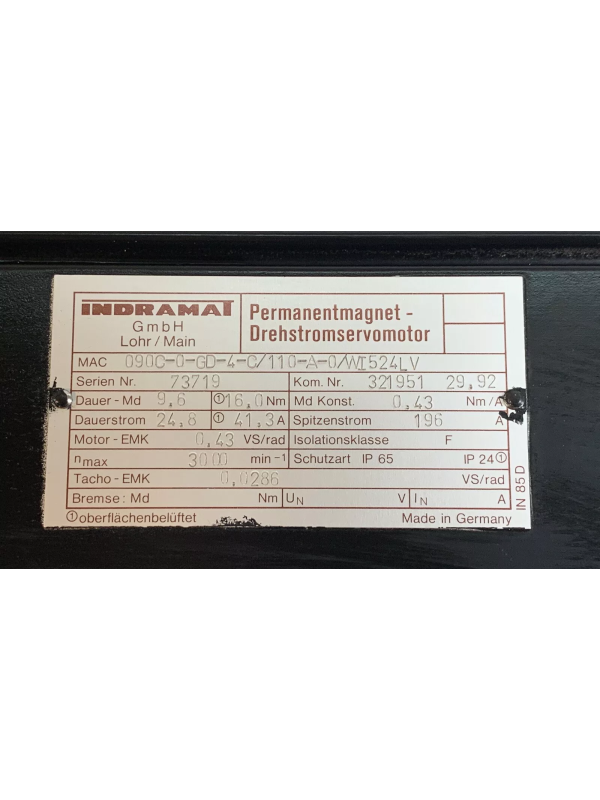 INDRAMAT
GmbH
Lohr/Main
Permanentmagnet -
Drehstromservomotor
MAC 090C-0-GD-4-C/110-A-0/WI524LV
Serien Nr. 73719 Kom. Nr. 321951 29,92
Dauer - Md 9,6 ①16,0 Nm Md Konst. 0,43 Nm/A
Dauerstrom 24,8 ① 41,3 A Spitzenstrom 196 A
Motor - EMK 0,43 VS/rad Isolationsklasse F
nmax 3000 min-1 Schutzart IP 65 IP 24①
Tacho - EMK 0,0286 VS/rad
Bremse: Md Nm UN V IN A
①oberflächenbelüftet Made in Germany
IN 85 D